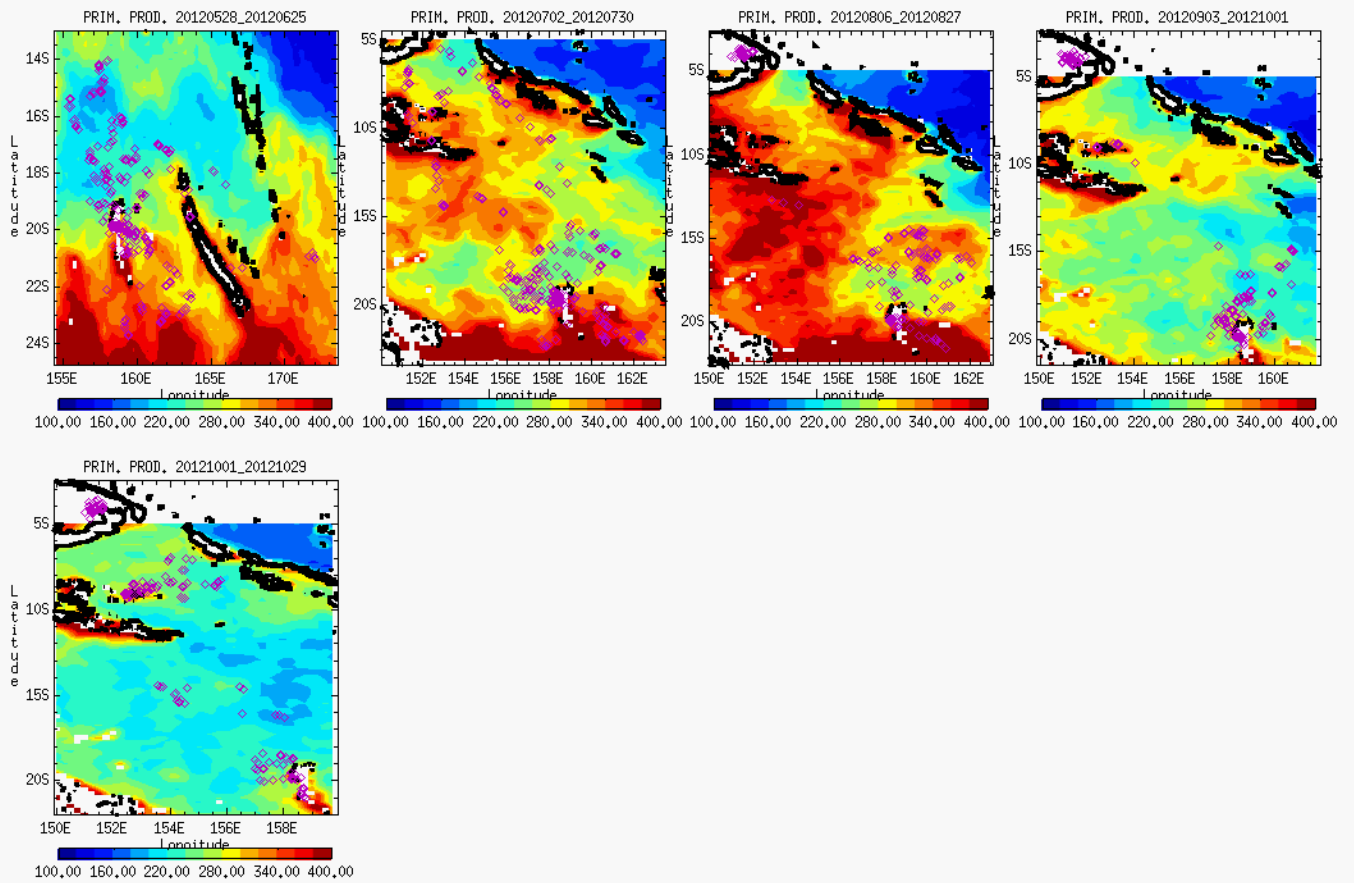 PRIM. PROD. 20120528_20120625
PRIM. PROD. 20120702_20120730
PRIM. PROD. 20120806_20120827
PRIM. PROD. 20120903_20121001
14S
16S
18S
20S
22S
24S
Latitude
155E 160E 165E 170E
Longitude
100.00 160.00 220.00 280.00 340.00 400.00
5S
10S
15S
20S
Latitude
152E 154E 156E 158E 160E 162E
Longitude
100.00 160.00 220.00 280.00 340.00 400.00
5S
10S
15S
20S
Latitude
150E 152E 154E 156E 158E 160E 162E
Longitude
100.00 160.00 220.00 280.00 340.00 400.00
5S
10S
15S
20S
Latitude
150E 152E 154E 156E 158E 160E
Longitude
100.00 160.00 220.00 280.00 340.00 400.00
PRIM. PROD. 20121001_20121029
5S
10S
15S
20S
Latitude
150E 152E 154E 156E 158E
Longitude
100.00 160.00 220.00 280.00 340.00 400.00